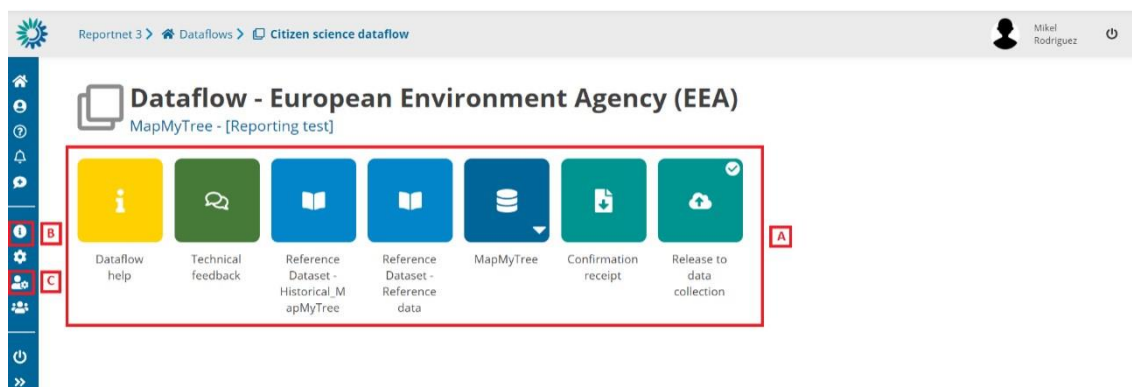 Reportnet 3 > Dataflows > Citizen science dataflow
Mikel
Rodriguez
Dataflow - European Environment Agency (EEA)
MapMyTree - [Reporting test]
B
C
A
Dataflow
help
Technical
feedback
Reference
Dataset -
Historical_M
apMyTree
Reference
Dataset -
Reference
data
MapMyTree
Confirmation
receipt
Release to
data
collection